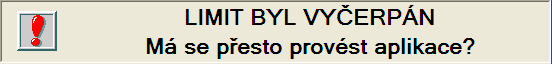 LIMIT BYL VYČERPÁN
Má se přesto provést aplikace?